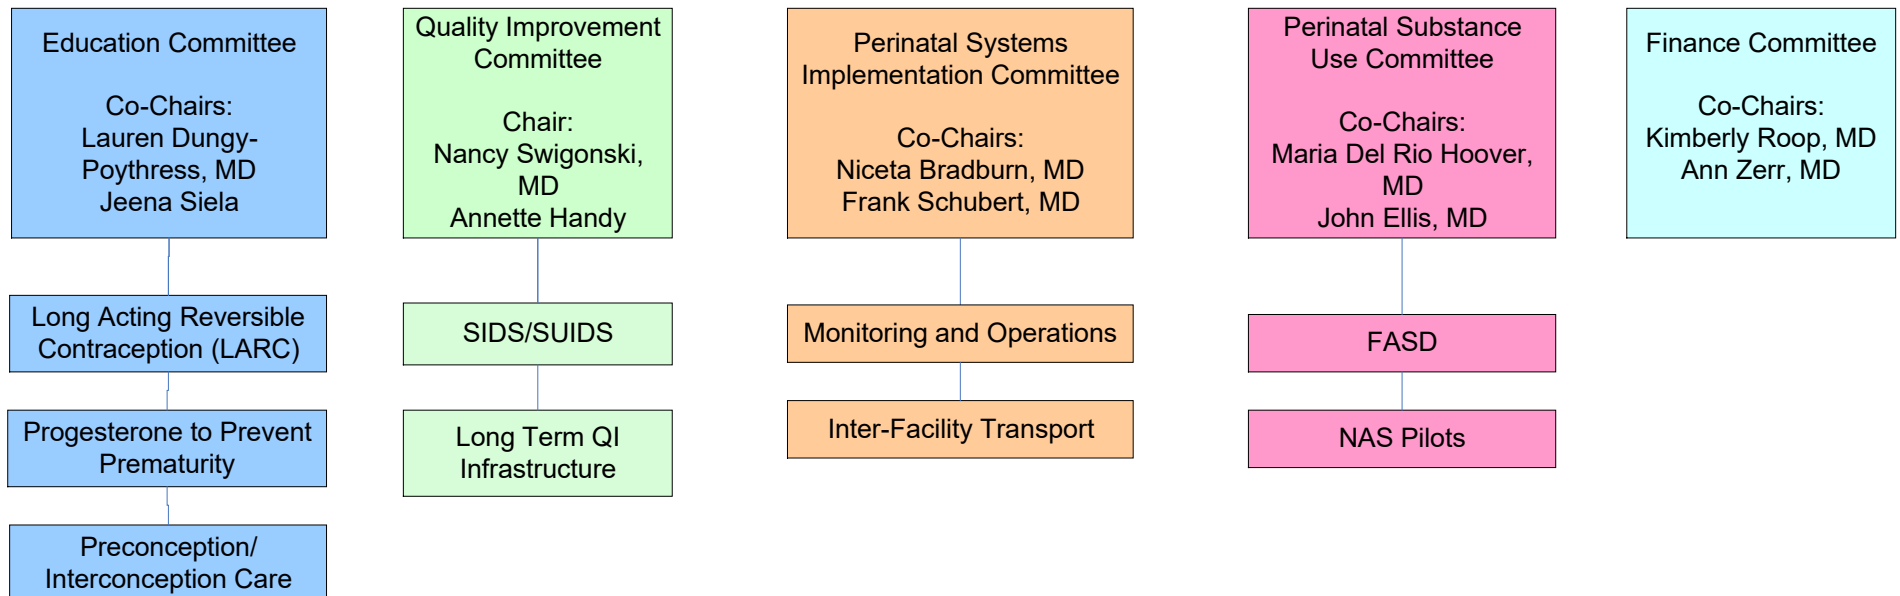 Education Committee
Co-Chairs:
Lauren Dungy-
Poythress, MD
Jeena Siela
Long Acting Reversible
Contraception (LARC)
Progesterone to Prevent
Prematurity
Preconception/
Interconception Care
Quality Improvement
Committee
Chair:
Nancy Swigonski,
MD
Annette Handy
SIDS/SUIDS
Long Term QI
Infrastructure
Perinatal Systems
Implementation Committee
Co-Chairs:
Niceta Bradburn, MD
Frank Schubert, MD
Monitoring and Operations
Inter-Facility Transport
Perinatal Substance
Use Committee
Co-Chairs:
Maria Del Rio Hoover,
MD
John Ellis, MD
FASD
NAS Pilots
Finance Committee
Co-Chairs:
Kimberly Roop, MD
Ann Zerr, MD